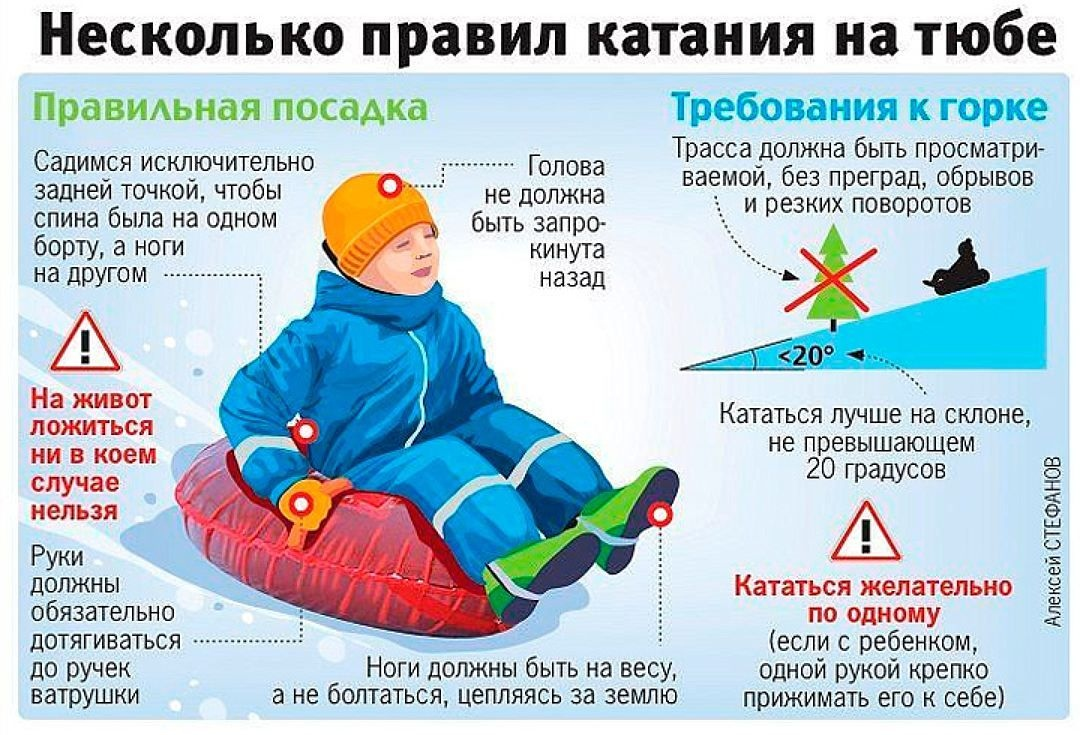 Несколько правил катания на тюбе
Правильная посадка
Садимся исключительно
задней точкой, чтобы
спина была на одном
борту, а ноги
на другом
Голова
не должна
быть запро-
кинута
назад
На живот
ложиться
ни в коем
случае
нельзя
Руки
должны
обязательно
дотягиваться
до ручек
ватрушки
Ноги должны быть на весу,
а не болтаться, цепляясь за землю
Требования к горке
Трасса должна быть просматри-
ваемой, без преград, обрывов
и резких поворотов
<20°
Кататься лучше на склоне,
не превышающем
20 градусов
Кататься желательно
по одному
(если с ребенком,
одной рукой крепко
прижимать его к себе)
Алексей СТЕФАНОВ